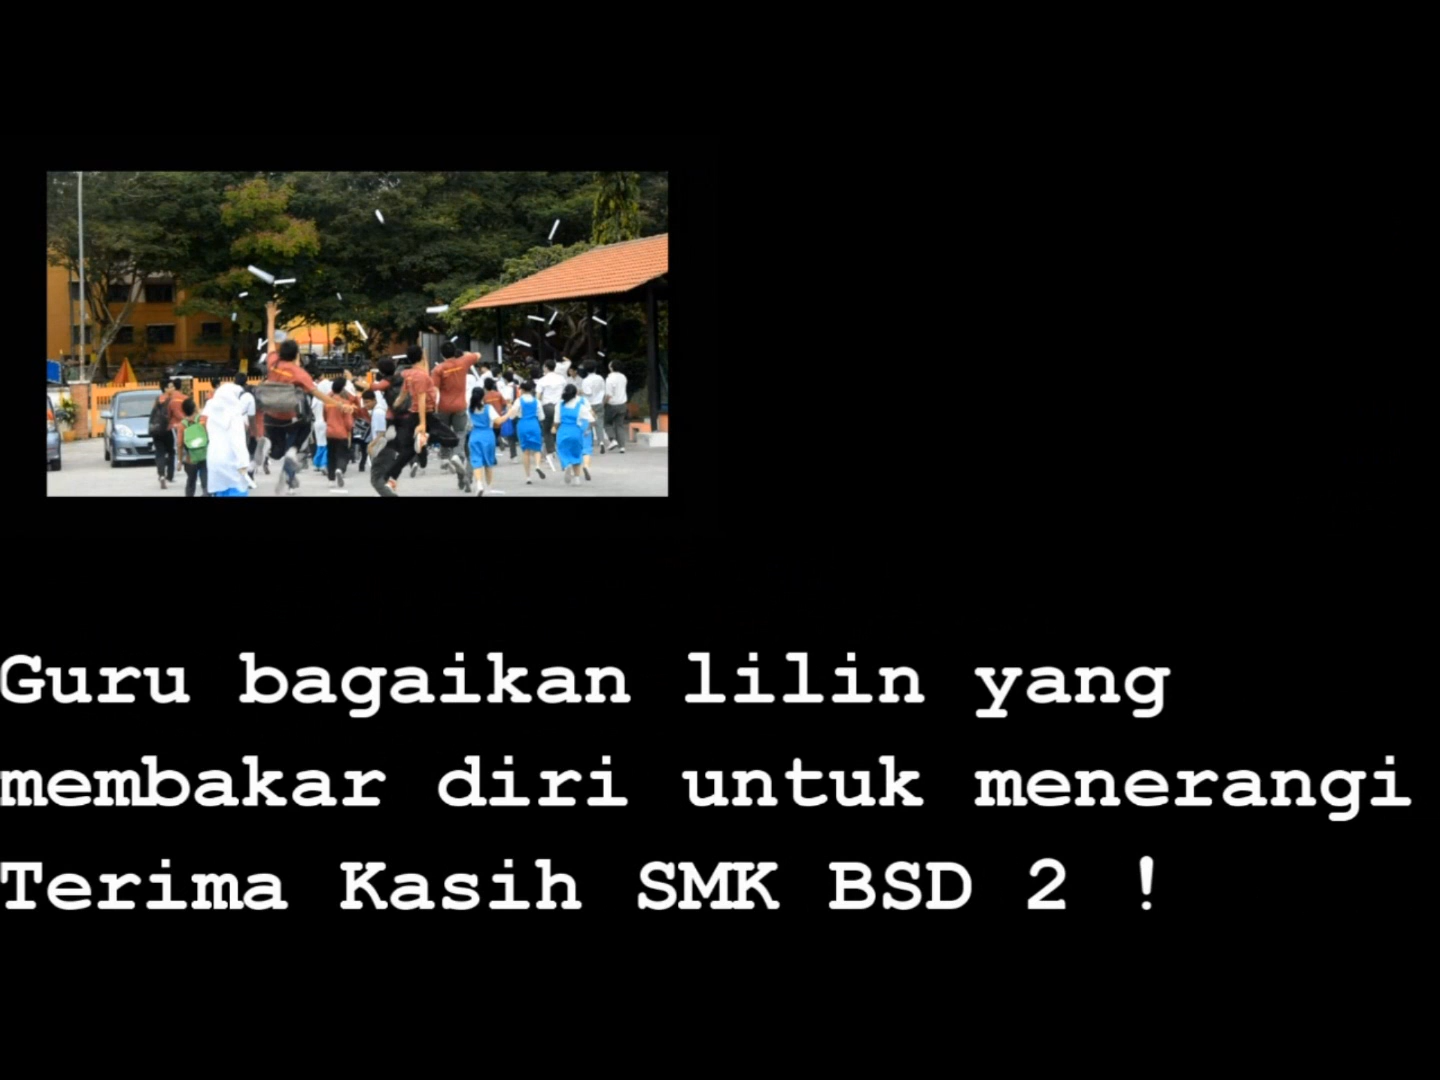 Guru bagaikan lilin yang
membakar diri untuk menerangi
Terima Kasih SMK BSD 2 !